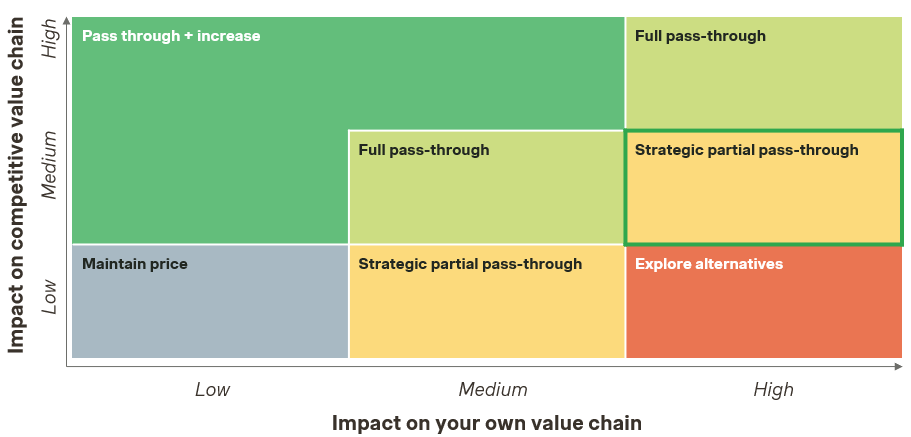 Impact on competitive value chain
High
Medium
Low
Pass through + increase
Full pass-through
Full pass-through
Strategic partial pass-through
Maintain price
Strategic partial pass-through
Explore alternatives
Low
Medium
High
Impact on your own value chain